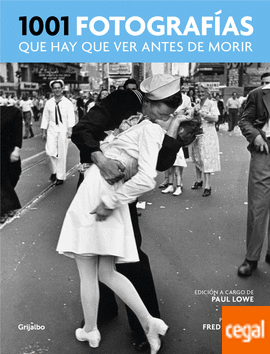 1001 FOTOGRAFÍAS
QUE HAY QUE VER ANTES DE MORIR
EDICIÓN A CARGO DE
PAUL LOWE
Grijalbo
FRED
cegal